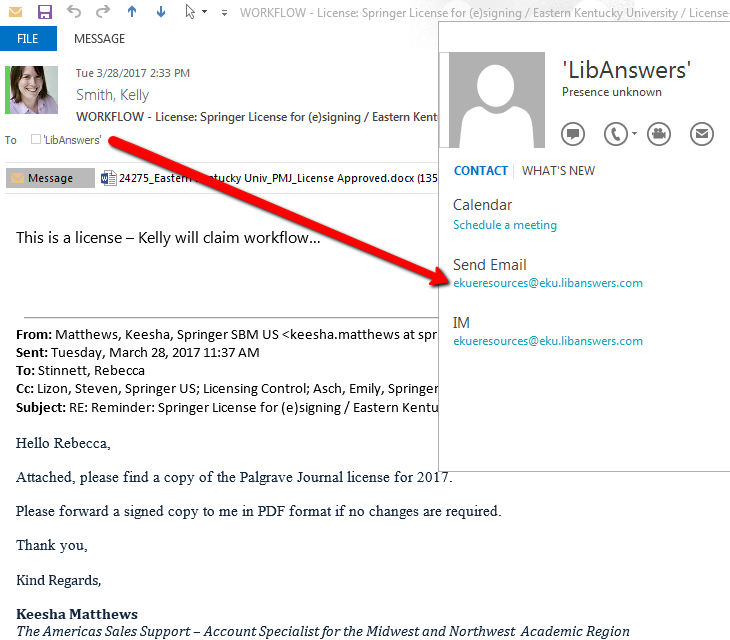 WORKFLOW - License: Springer License for (e)signing / Eastern Kentucky University / License-
FILE MESSAGE
Tue 3/28/2017 2:33 PM
Smith, Kelly
WORKFLOW - License: Springer License for (e)signing / Eastern Kent
To 'LibAnswers'
Message 24275_Eastern Kentucky Univ_PMJ_License Approved.docx (135
This is a license – Kelly will claim workflow...
From: Matthews, Keesha, Springer SBM US <keesha.matthews at spr
Sent: Tuesday, March 28, 2017 11:37 AM
To: Stinnett, Rebecca
Cc: Lizon, Steven, Springer US; Licensing Control; Asch, Emily, Springer
Subject: RE: Reminder: Springer License for (e)signing / Eastern Kentu
Hello Rebecca,
Attached, please find a copy of the Palgrave Journal license for 2017.
Please forward a signed copy to me in PDF format if no changes are required.
Thank you,
Kind Regards,
Keesha Matthews
The Americas Sales Support – Account Specialist for the Midwest and Northwest Academic Region
'LibAnswers'
Presence unknown
CONTACT WHAT'S NEW
Calendar
Schedule a meeting
Send Email
ekueresources@eku.libanswers.com
IM
ekueresources@eku.libanswers.com